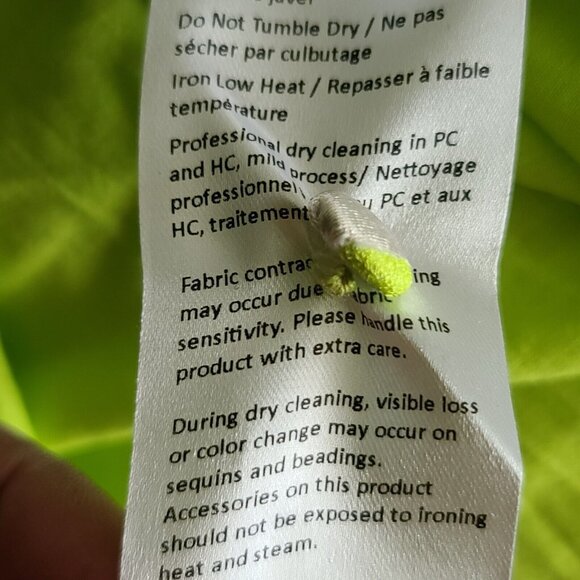 Do Not Tumble Dry / Ne pas
sécher par culbutage
Iron Low Heat / Repasser à faible
température
Professional dry cleaning in PC
and HC, mild process/ Nettoyage
professionnel PC et aux
HC, traitement
Fabric
may occur due
sensitivity. Please handle this
product with extra care.
During dry cleaning, visible loss
or color change may occur on
sequins and beadings.
Accessories on this product
should not be exposed to ironing
heat and steam.